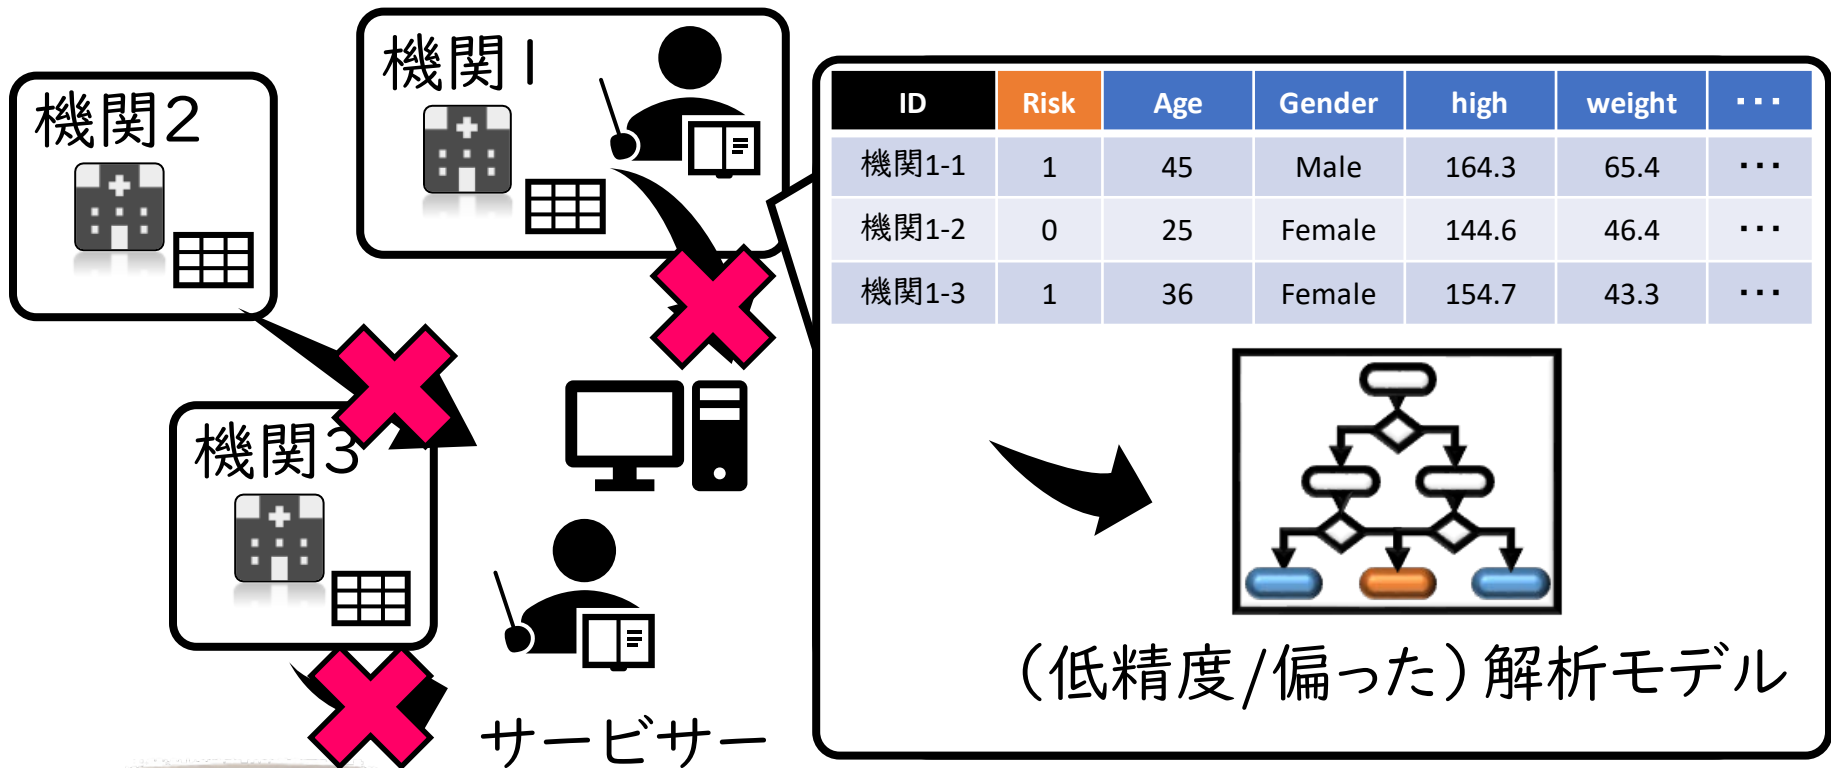 機関1
機関2
機関3
サービサー
ID Risk Age Gender high weight ･･･
機関1-1 1 45 Male 164.3 65.4 ･･･
機関1-2 0 25 Female 144.6 46.4 ･･･
機関1-3 1 36 Female 154.7 43.3 ･･･
（低精度/偏った）解析モデル